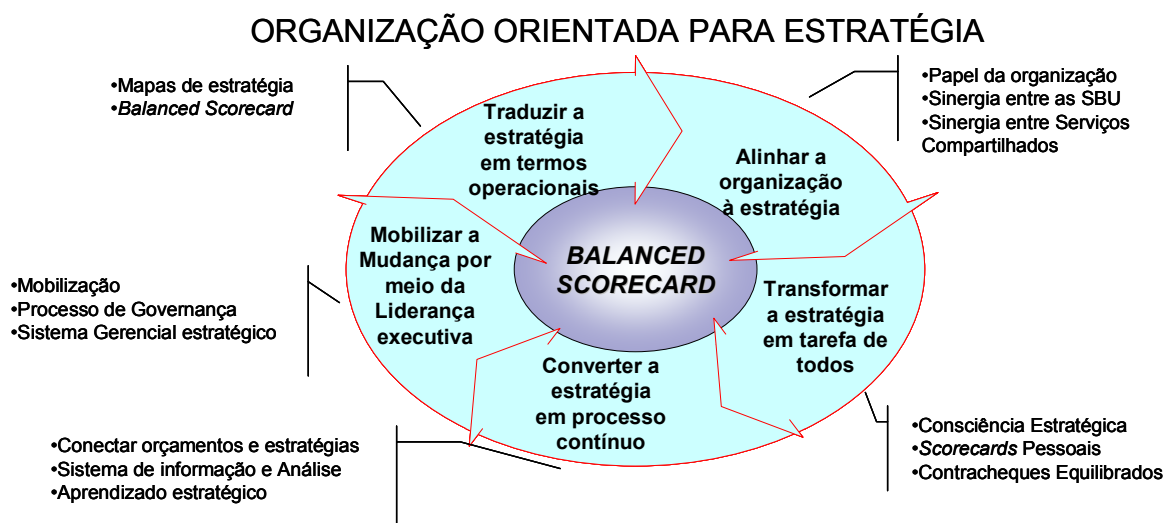 ORGANIZAÇÃO ORIENTADA PARA ESTRATÉGIA
•Mapas de estratégia
•Balanced Scorecard
•Papel da organização
•Sinergia entre as SBU
•Sinergia entre Serviços
Compartilhados
Traduzir a
estratégia
em termos
operacionais
Alinhar a
organização
à estratégia
Mobilizar a
Mudança por
meio da
Liderança
executiva
BALANCED
SCORECARD
Transformar
a estratégia
em tarefa de
todos
Converter a
estratégia
em processo
contínuo
•Mobilização
•Processo de Governança
•Sistema Gerencial estratégico
•Conectar orçamentos e estratégias
•Sistema de informação e Análise
•Aprendizado estratégico
•Consciência Estratégica
•Scorecards Pessoais
•Contracheques Equilibrados